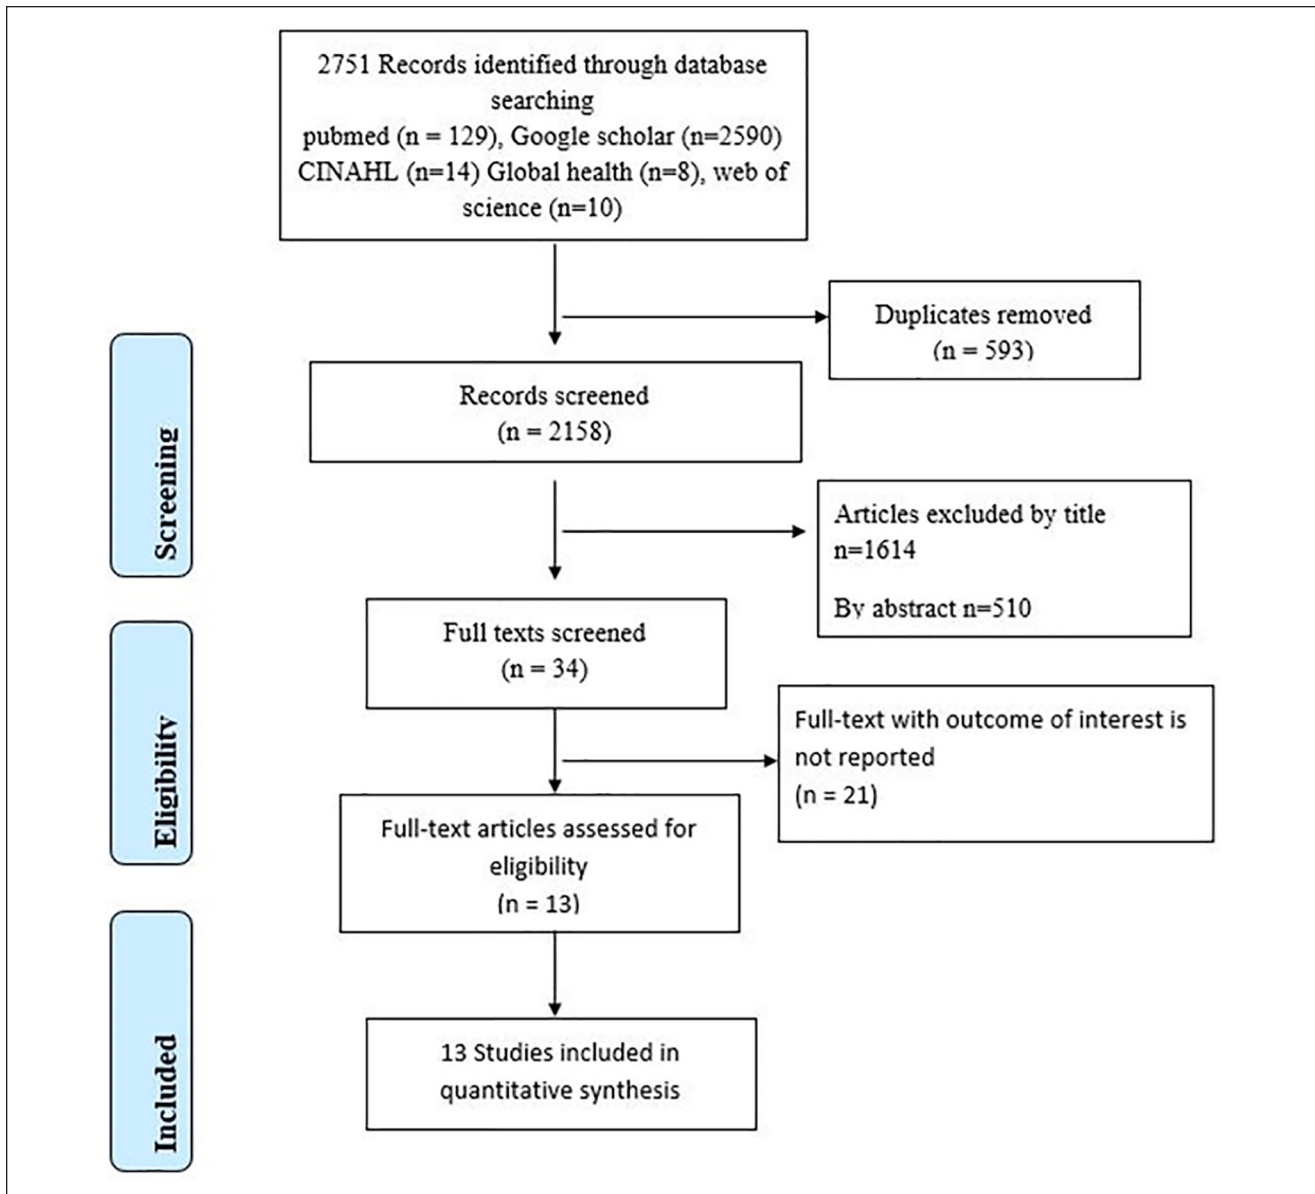 2751 Records identified through database
searching
pubmed (n = 129), Google scholar (n=2590)
CINAHL (n=14) Global health (n=8), web of
science (n=10)
Duplicates removed
(n = 593)
Screening
Records screened
(n = 2158)
Articles excluded by title
n=1614
By abstract n=510
Full texts screened
(n = 34)
Eligibility
Full-text with outcome of interest is
not reported
(n = 21)
Full-text articles assessed for
eligibility
(n = 13)
Included
13 Studies included in
quantitative synthesis